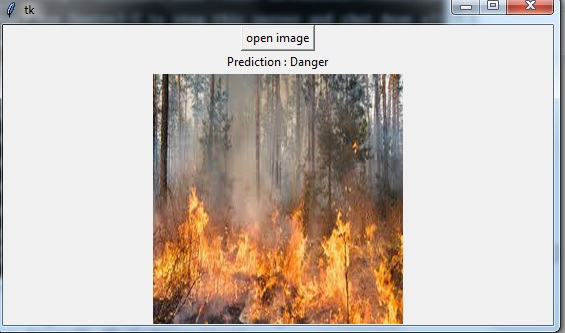 tk
open image
Prediction : Danger